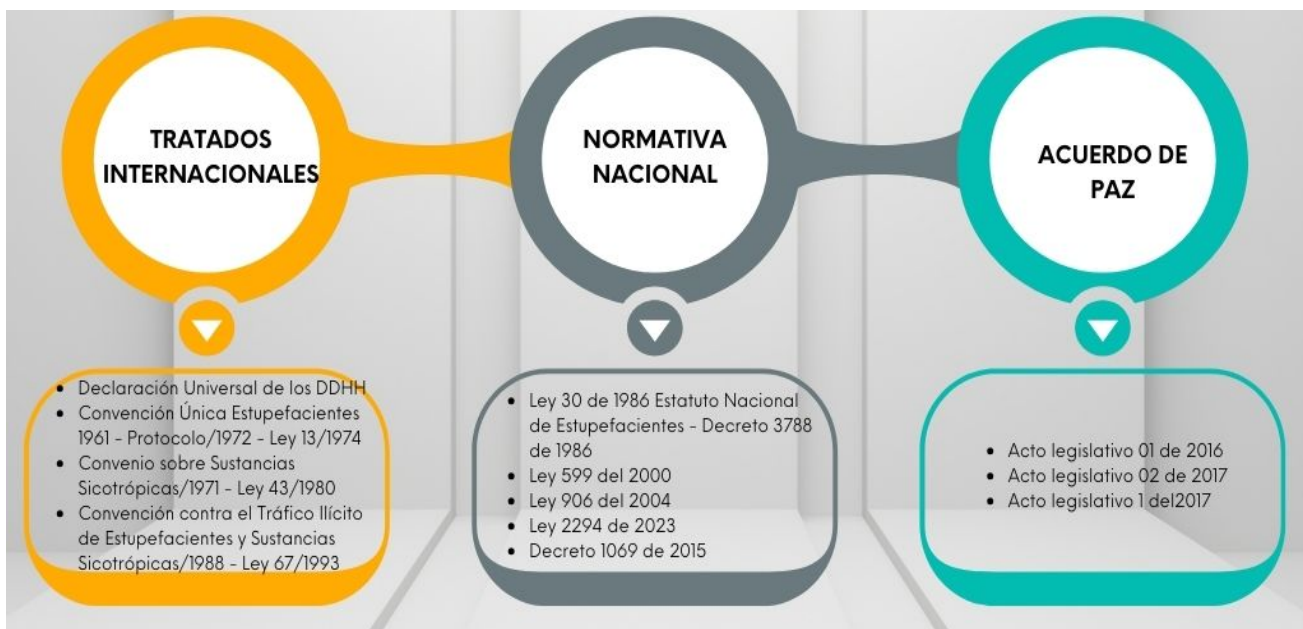 TRATADOS
INTERNACIONALES
• Declaración Universal de los DDHH
• Convención Única Estupefacientes
1961 - Protocolo/1972 - Ley 13/1974
• Convenio sobre Sustancias
Sicotrópicas/1971 - Ley 43/1980
• Convención contra el Tráfico Ilícito
de Estupefacientes y Sustancias
Sicotrópicas/1988 - Ley 67/1993
NORMATIVA
NACIONAL
• Ley 30 de 1986 Estatuto Nacional
de Estupefacientes - Decreto 3788
de 1986
• Ley 599 del 2000
• Ley 906 del 2004
• Ley 2294 de 2023
• Decreto 1069 de 2015
ACUERDO DE
PAZ
• Acto legislativo 01 de 2016
• Acto legislativo 02 de 2017
• Acto legislativo 1 del2017